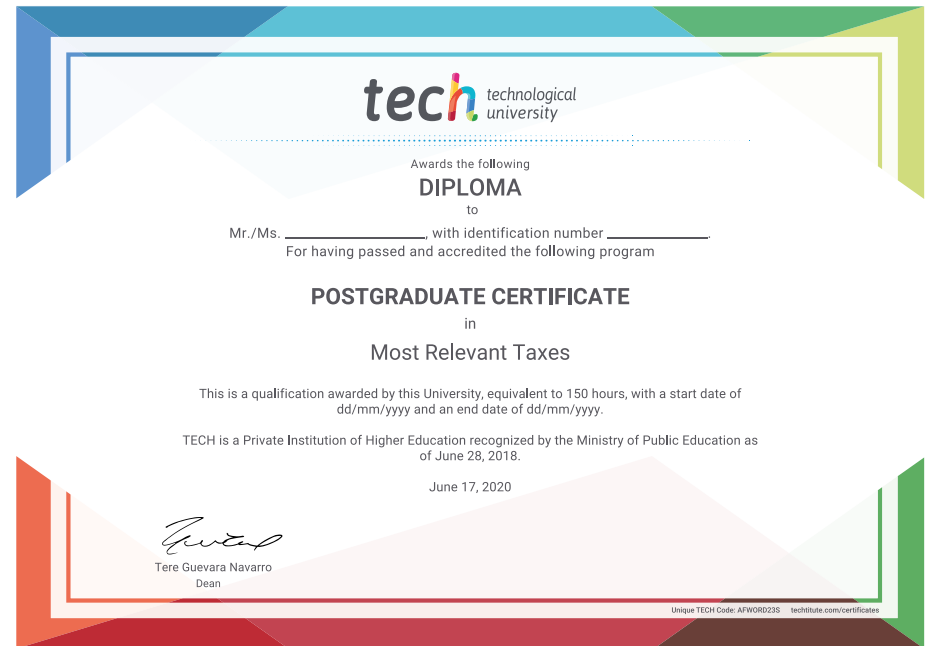 tech technological
university
Awards the following
DIPLOMA
to
Mr./Ms. ____________________, with identification number ______________.
For having passed and accredited the following program
POSTGRADUATE CERTIFICATE
in
Most Relevant Taxes
This is a qualification awarded by this University, equivalent to 150 hours, with a start date of
dd/mm/yyyy and an end date of dd/mm/yyyy.
TECH is a Private Institution of Higher Education recognized by the Ministry of Public Education as
of June 28, 2018.
June 17, 2020
Tere Guevara Navarro
Dean
Unique TECH Code: AFWORD23S techtitute.com/certificates